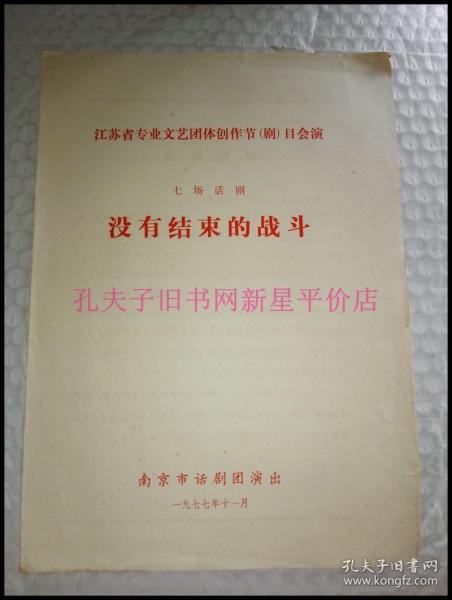 江苏省专业文艺团体创作节(剧)目会演
七场话剧
没有结束的战斗
孔夫子旧书网新星平价店
南京市话剧团演出
一九七七年十一月
孔夫子旧书网
www.kongfz.com